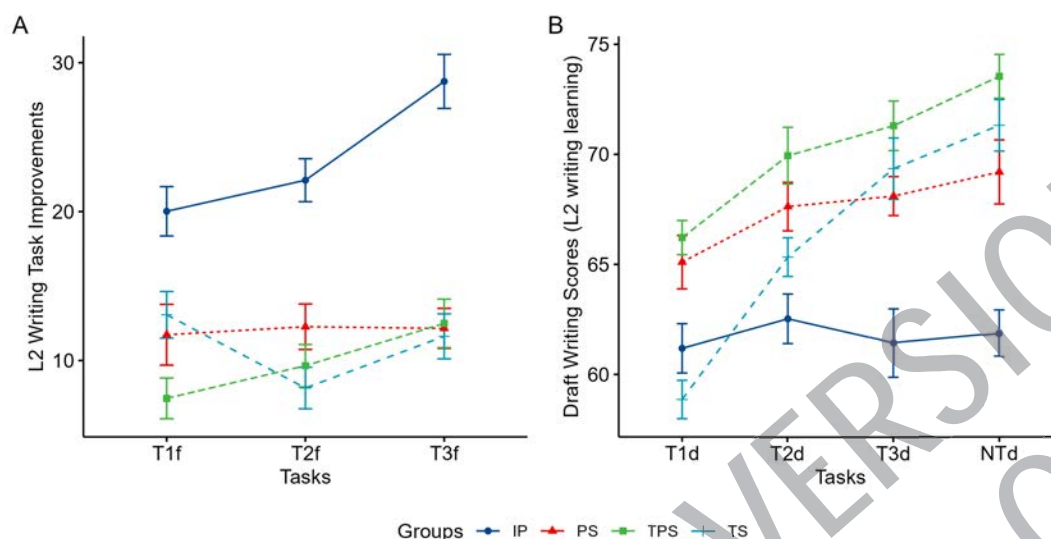 A
B
L2 Writing Task Improvements
30
20
10
T1f T2f T3f
Tasks
Draft Writing Scores (L2 writing learning)
75
70
65
60
T1d T2d T3d NTd
Tasks
Groups IP PS TPS TS
VERSIO